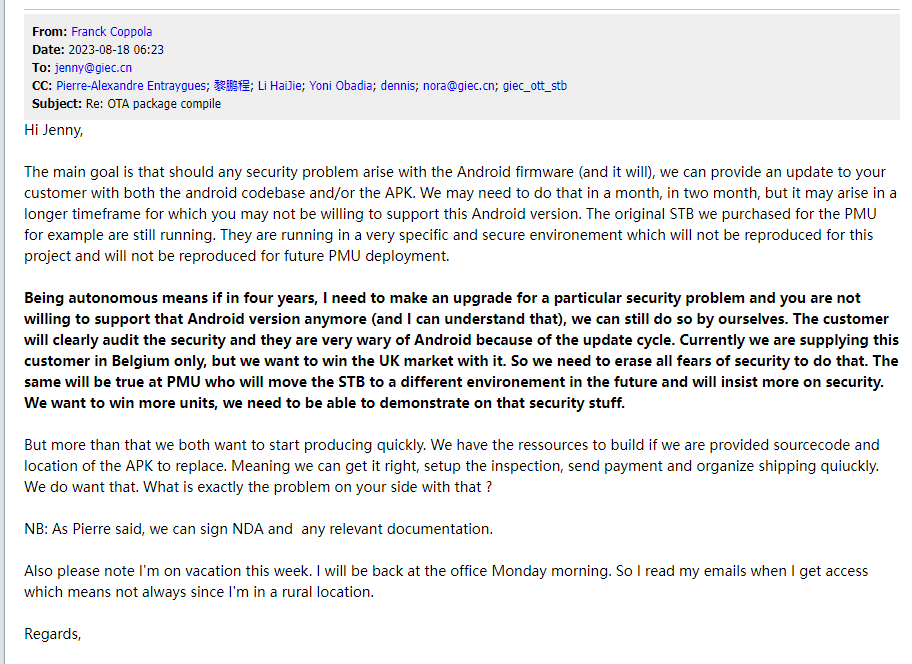 From: Franck Coppola
Date: 2023-08-18 06:23
To: jenny@giec.cn
CC: Pierre-Alexandre Entraygues; 黎鹏程; Li HaiJie; Yoni Obadia; dennis; nora@giec.cn; giec_ott_stb
Subject: Re: OTA package compile
Hi Jenny,
The main goal is that should any security problem arise with the Android firmware (and it will), we can provide an update to your
customer with both the android codebase and/or the APK. We may need to do that in a month, in two month, but it may arise in a
longer timeframe for which you may not be willing to support this Android version. The original STB we purchased for the PMU
for example are still running. They are running in a very specific and secure environement which will not be reproduced for this
project and will not be reproduced for future PMU deployment.
Being autonomous means if in four years, I need to make an upgrade for a particular security problem and you are not
willing to support that Android version anymore (and I can understand that), we can still do so by ourselves. The customer
will clearly audit the security and they are very wary of Android because of the update cycle. Currently we are supplying this
customer in Belgium only, but we want to win the UK market with it. So we need to erase all fears of security to do that. The
same will be true at PMU who will move the STB to a different environement in the future and will insist more on security.
We want to win more units, we need to be able to demonstrate on that security stuff.
But more than that we both want to start producing quickly. We have the ressources to build if we are provided sourcecode and
location of the APK to replace. Meaning we can get it right, setup the inspection, send payment and organize shipping quiuckly.
We do want that. What is exactly the problem on your side with that ?
NB: As Pierre said, we can sign NDA and  any relevant documentation.
Also please note I'm on vacation this week. I will be back at the office Monday morning. So I read my emails when I get access
which means not always since I'm in a rural location.
Regards,